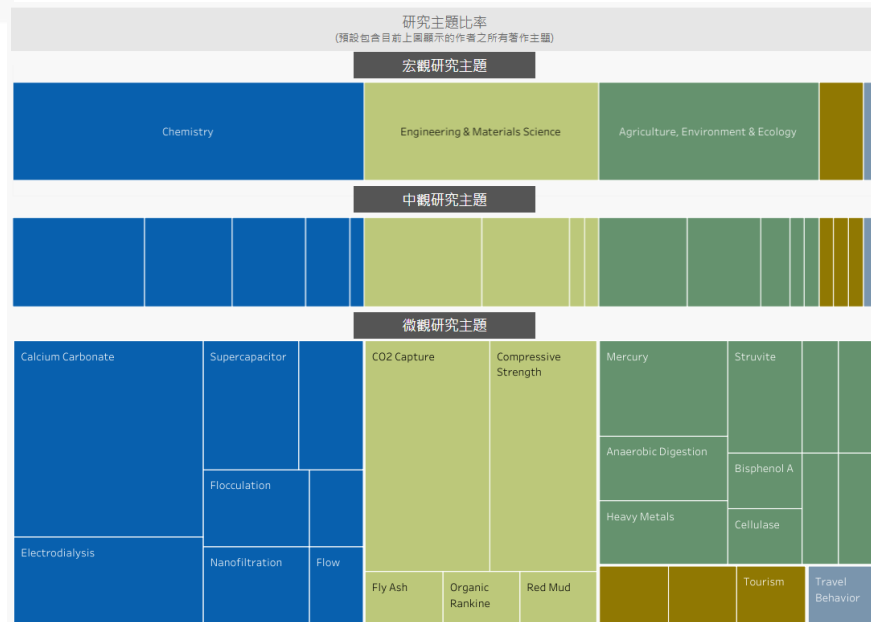 研究主題比率
(預設包含目前上圖顯示的作者之所有著作主題)
宏觀研究主題
Chemistry
Engineering & Materials Science
Agriculture, Environment & Ecology
中觀研究主題
微觀研究主題
Calcium Carbonate
Supercapacitor
CO2 Capture
Compressive
Strength
Mercury
Struvite
Anaerobic Digestion
Bisphenol A
Flocculation
Heavy Metals
Cellulase
Electrodialysis
Nanofiltration
Flow
Fly Ash
Organic
Rankine
Red Mud
Tourism
Travel
Behavior